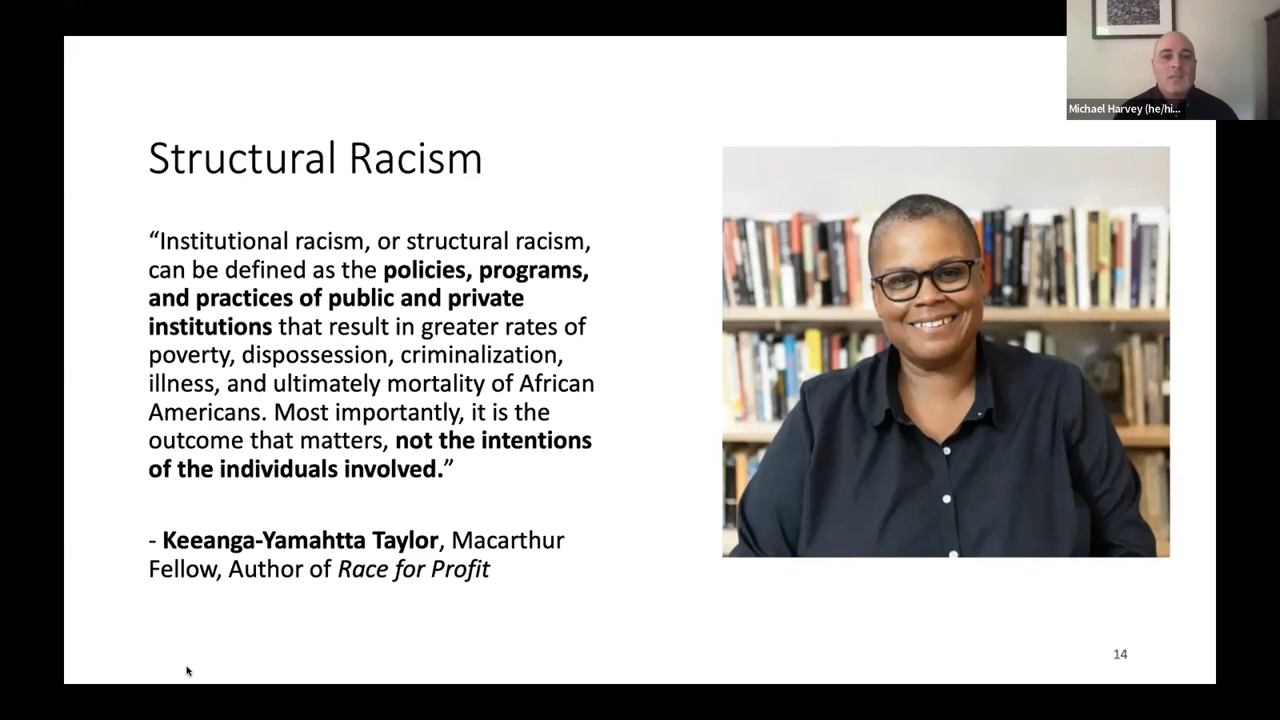 Michael Harvey (he/hi...
Structural Racism
“Institutional racism, or structural racism,
can be defined as the policies, programs,
and practices of public and private
institutions that result in greater rates of
poverty, dispossession, criminalization,
illness, and ultimately mortality of African
Americans. Most importantly, it is the
outcome that matters, not the intentions
of the individuals involved.”
- Keeanga-Yamahtta Taylor, Macarthur
Fellow, Author of Race for Profit
14